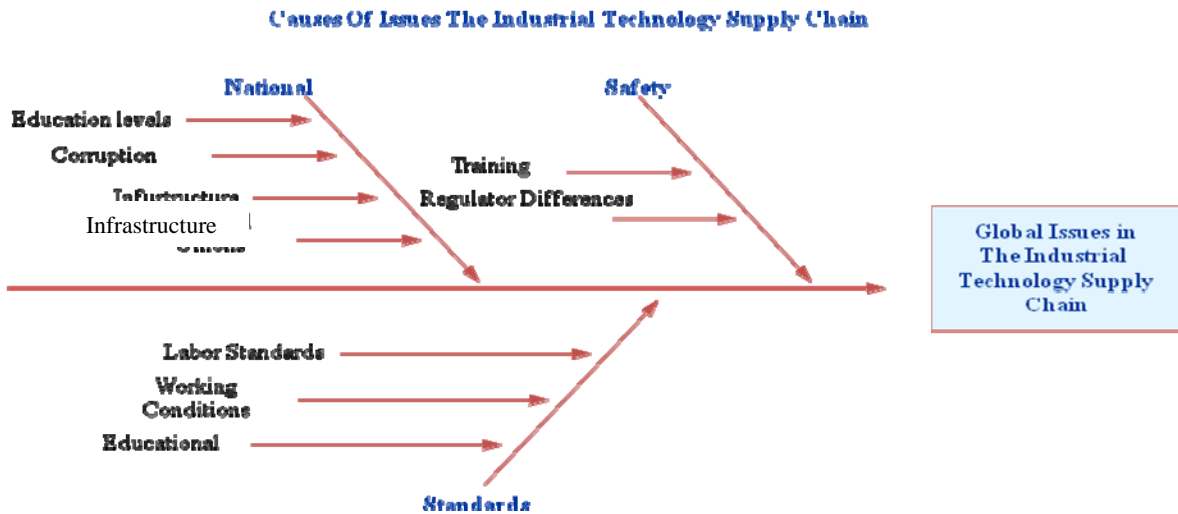 Causes Of Issues The Industrial Technology Supply Chain
National
Safety
Education levels
Corruption
Training
Regulator Differences
Infrastructure
Global Issues in
The Industrial
Technology Supply
Chain
Labor Standards
Working
Conditions
Educational
Standards